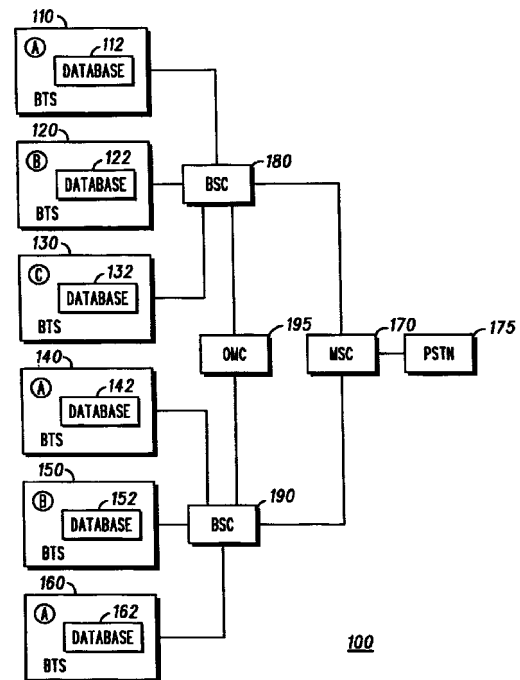 110
A
112
DATABASE
BTS
120
B
122
DATABASE
BTS
180
BSC
130
C
132
DATABASE
BTS
195
OMC
170
MSC
175
PSTN
140
A
142
DATABASE
BTS
150
B
152
DATABASE
BTS
190
BSC
160
A
162
DATABASE
BTS
100